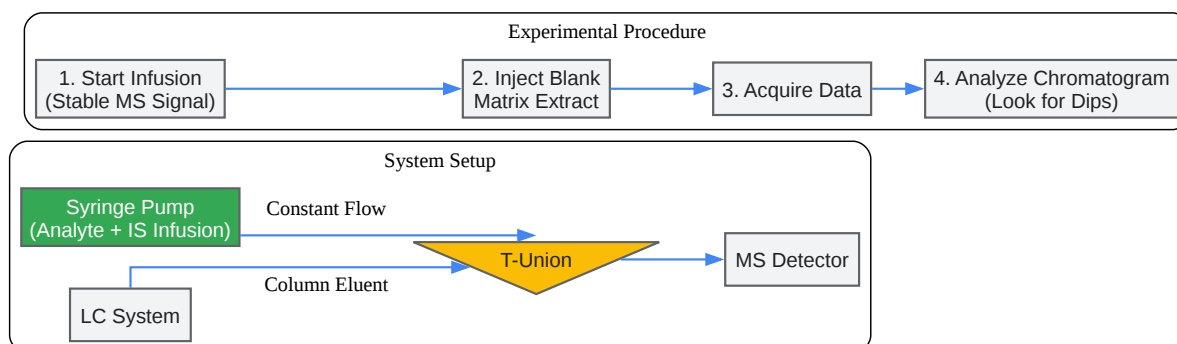 Experimental Procedure
1. Start Infusion
(Stable MS Signal)
2. Inject Blank
Matrix Extract
3. Acquire Data
4. Analyze Chromatogram
(Look for Dips)
System Setup
Syringe Pump
(Analyte + IS Infusion)
Constant Flow
T-Union
MS Detector
Column Eluent
LC System